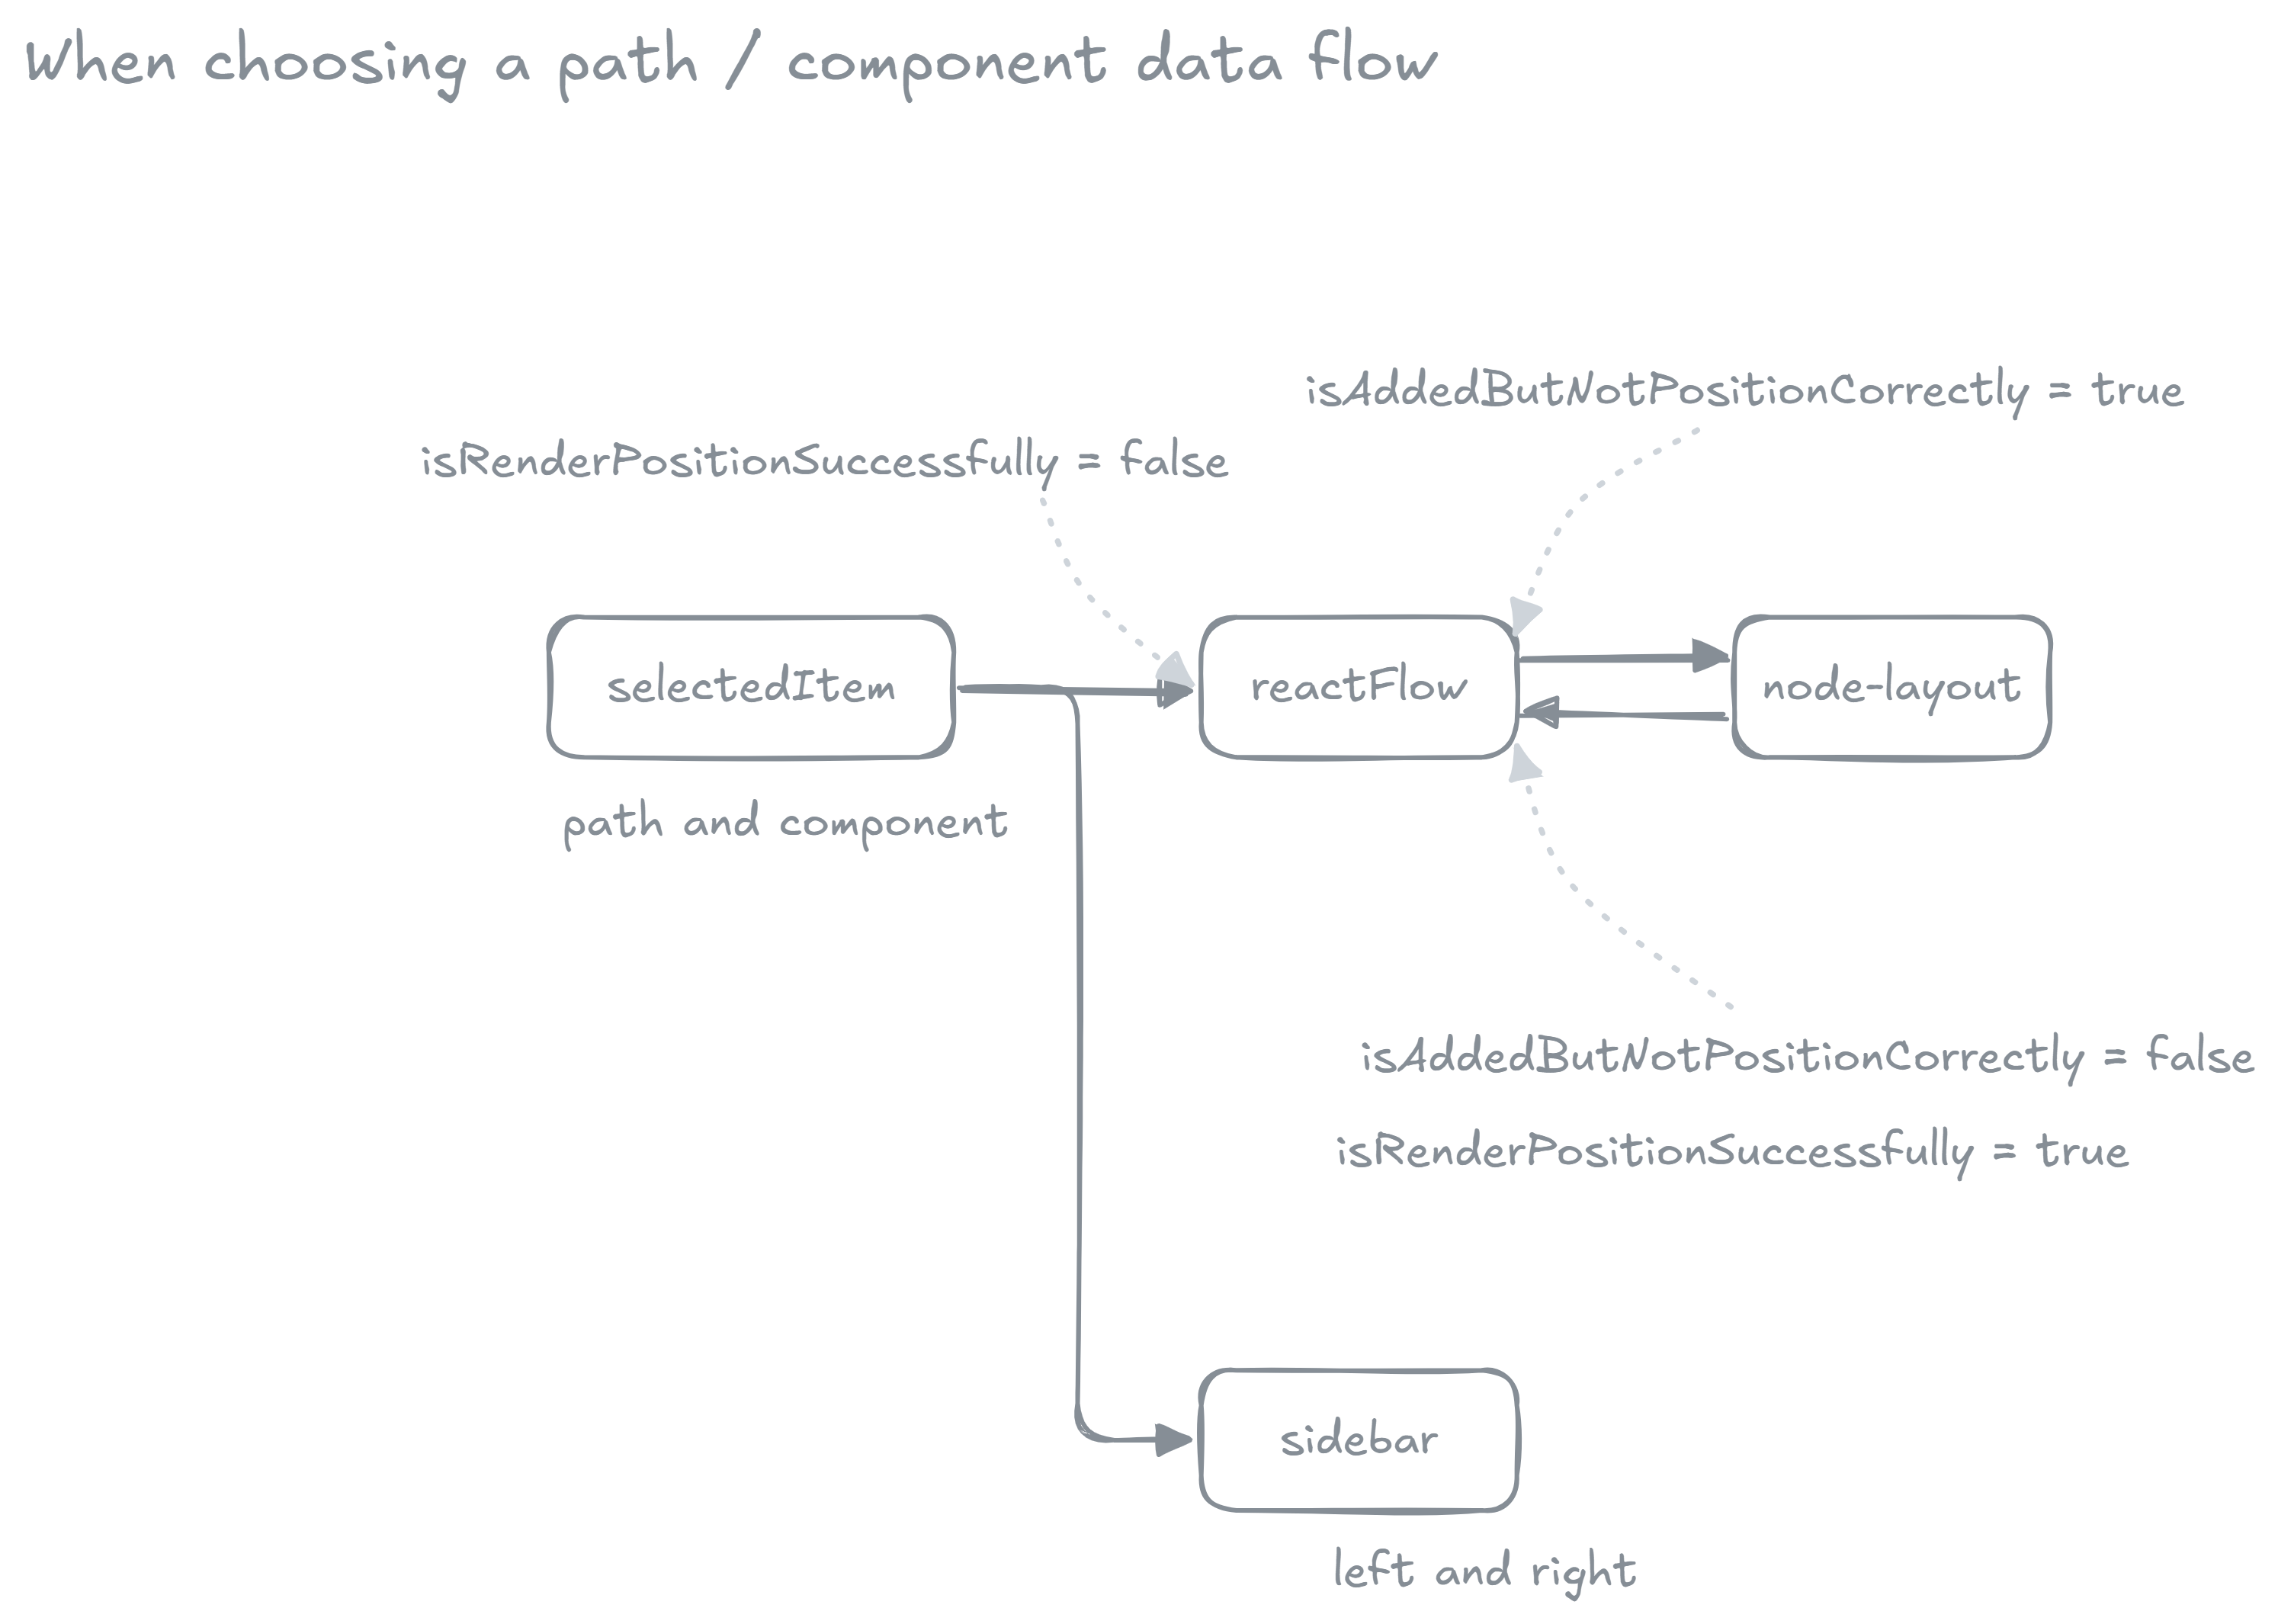 When choosing a path / component data flow
isAddedButNotPositionCorrectly = true
isRenderPositionSuccessfully = false
selectedItem
reactFlow
node-layout
path and component
isAddedButNotPositionCorrectly = false
isRenderPositionSuccessfully = true
sidebar
left and right